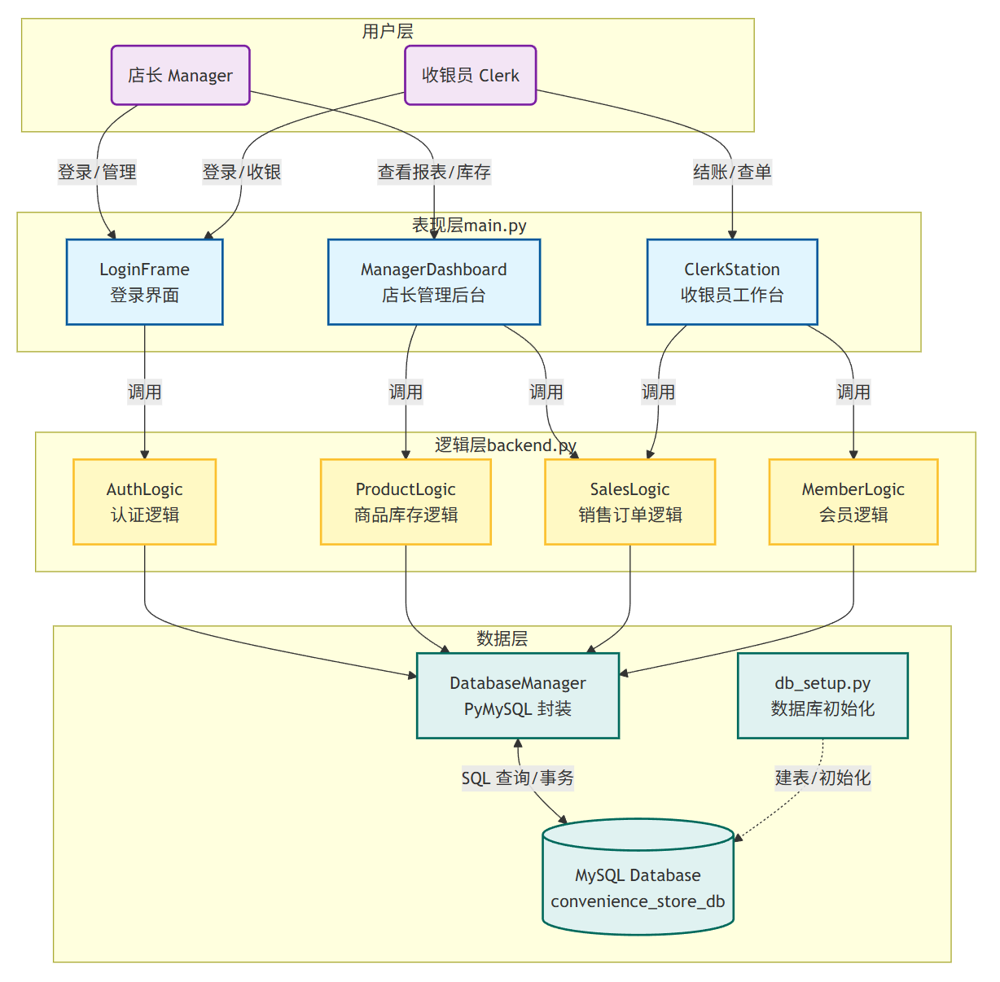 用户层
店长 Manager
收银员 Clerk
登录/管理
登录/收银
查看报表/库存
结账/查单
表现层main.py
LoginFrame
登录界面
ManagerDashboard
店长管理后台
ClerkStation
收银员工作台
调用
调用
调用
调用
调用
逻辑层backend.py
AuthLogic
认证逻辑
ProductLogic
商品库存逻辑
SalesLogic
销售订单逻辑
MemberLogic
会员逻辑
数据层
DatabaseManager
PyMySQL 封装
db_setup.py
数据库初始化
SQL 查询/事务
建表/初始化
MySQL Database
convenience_store_db